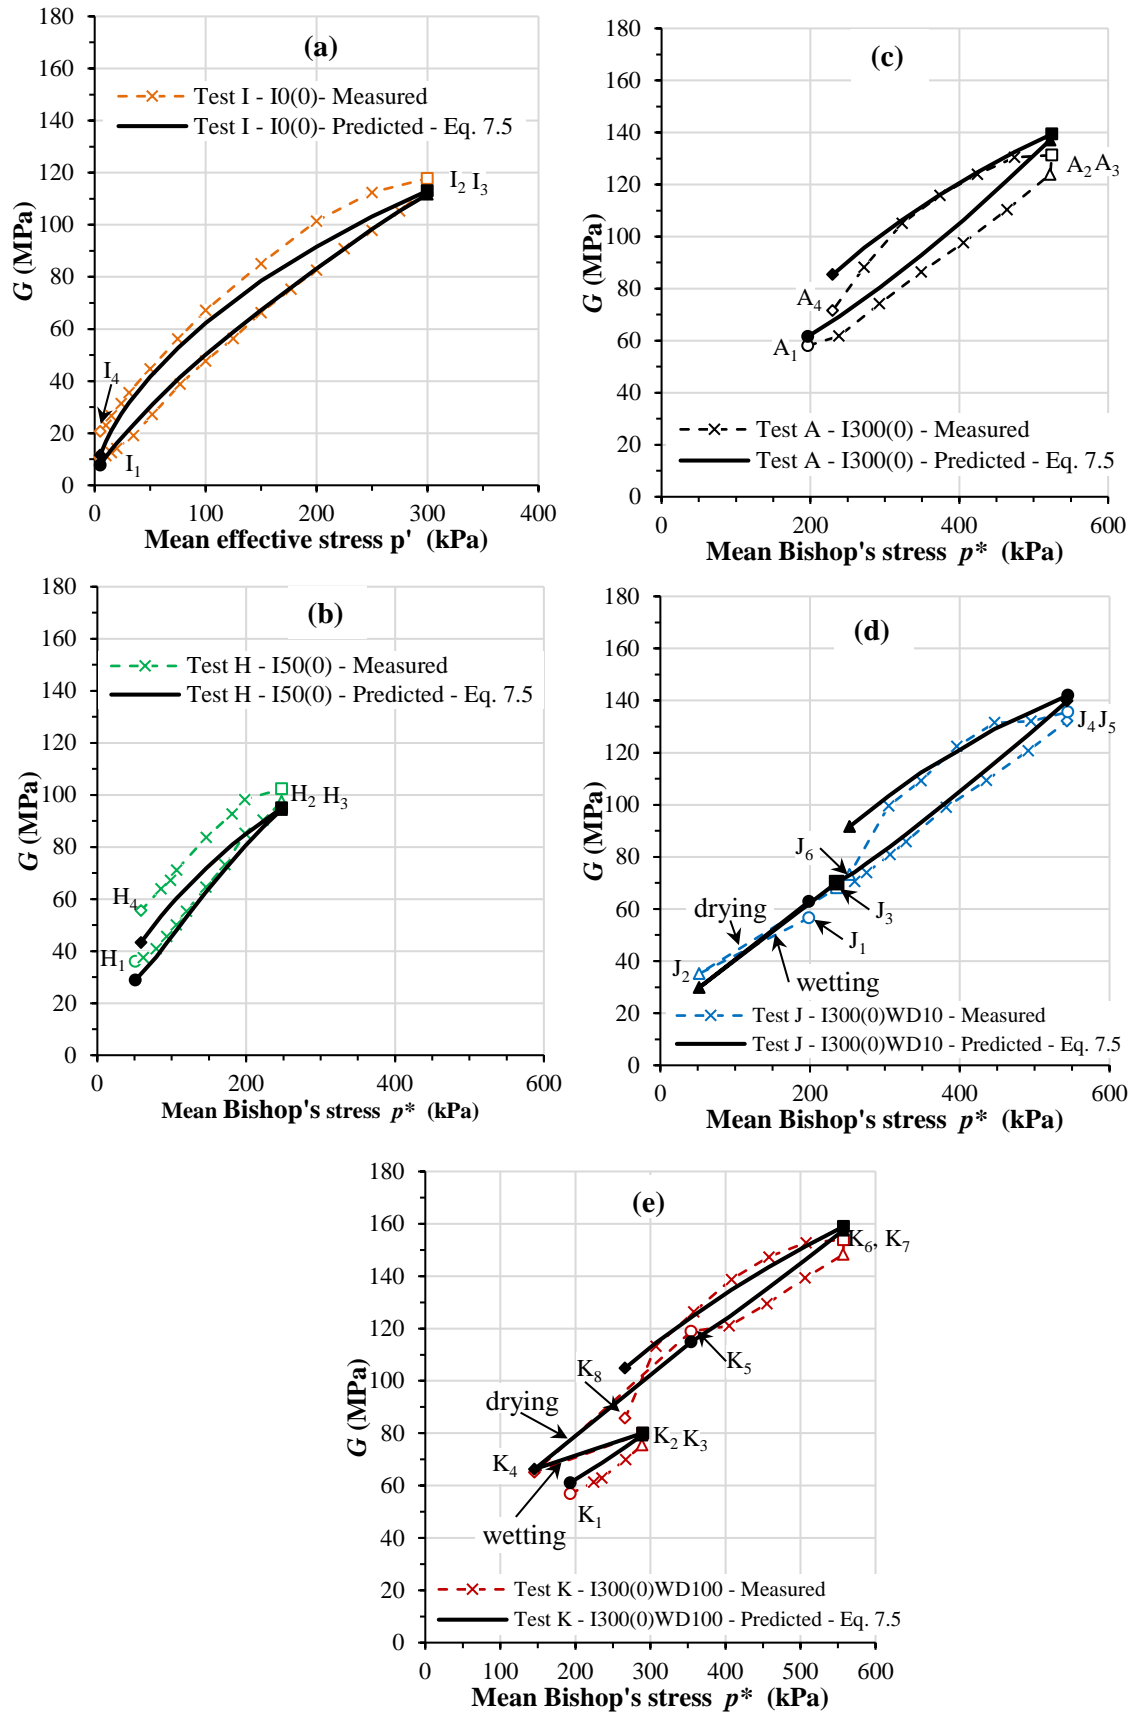 (a)
180
160
140
120
100
80
60
40
20
0
G (MPa)
Test I - I0(0)- Measured
Test I - I0(0)- Predicted - Eq. 7.5
I2 I3
I4
I1
0 100 200 300 400
Mean effective stress p' (kPa)
(c)
180
160
140
120
100
80
60
40
20
0
G (MPa)
A2 A3
A4
A1
Test A - I300(0) - Measured
Test A - I300(0) - Predicted - Eq. 7.5
0 200 400 600
Mean Bishop's stress p* (kPa)
(b)
180
160
140
120
100
80
60
40
20
0
G (MPa)
Test H - I50(0) - Measured
Test H - I50(0) - Predicted - Eq. 7.5
H2 H3
H4
H1
0 200 400 600
Mean Bishop's stress p* (kPa)
(d)
180
160
140
120
100
80
60
40
20
0
G (MPa)
J4 J5
J6
J3
drying
J1
J2
wetting
Test J - I300(0)WD10 - Measured
Test J - I300(0)WD10 - Predicted - Eq. 7.5
0 200 400 600
Mean Bishop's stress p* (kPa)
(e)
180
160
140
120
100
80
60
40
20
0
G (MPa)
K6, K7
K5
K8
drying
K2 K3
K4
K1
wetting
Test K - I300(0)WD100 - Measured
Test K - I300(0)WD100 - Predicted - Eq. 7.5
0 100 200 300 400 500 600
Mean Bishop's stress p* (kPa)